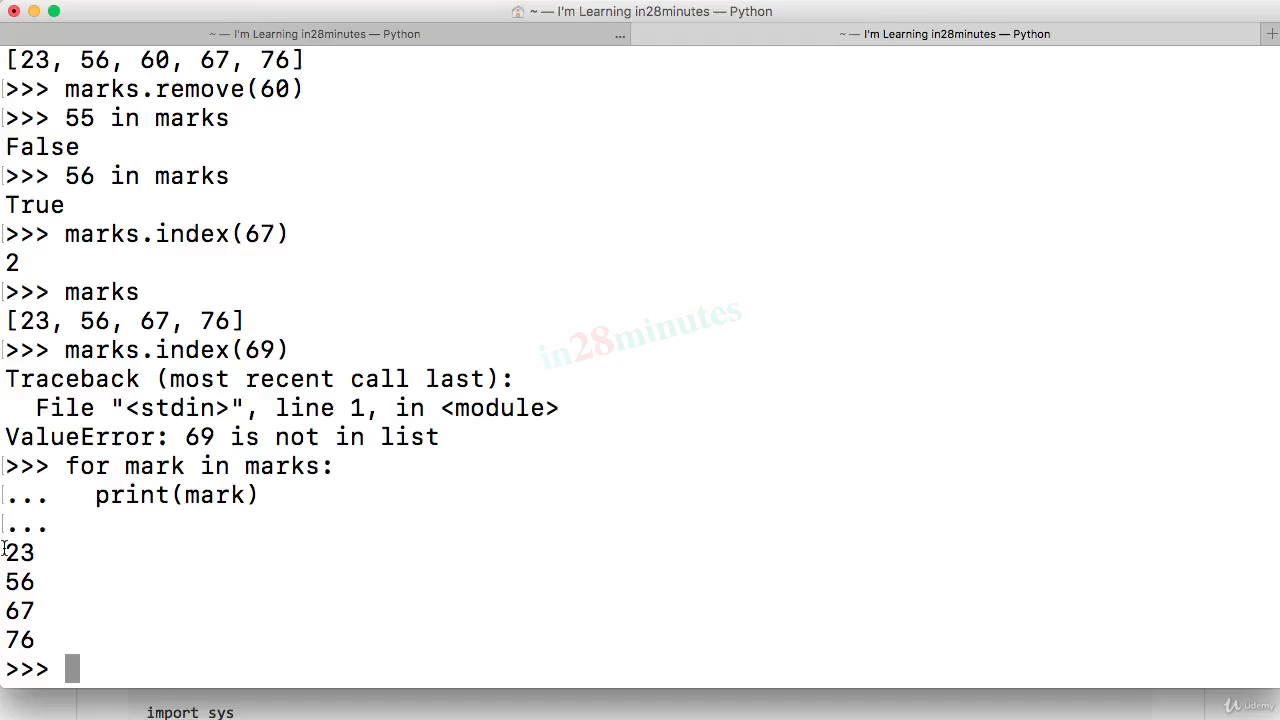 ~ — I'm Learning in28minutes — Python
~ — I'm Learning in28minutes — Python ...
~ — I'm Learning in28minutes — Python +
[23, 56, 60, 67, 76]
>>> marks.remove(60)
>>> 55 in marks
False
>>> 56 in marks
True
>>> marks.index(67)
2
>>> marks
[23, 56, 67, 76]
>>> marks.index(69)
Traceback (most recent call last):
  File "<stdin>", line 1, in <module>
ValueError: 69 is not in list
>>> for mark in marks:
...   print(mark)
...
23
56
67
76
>>>
in28minutes
import sys
Udemy